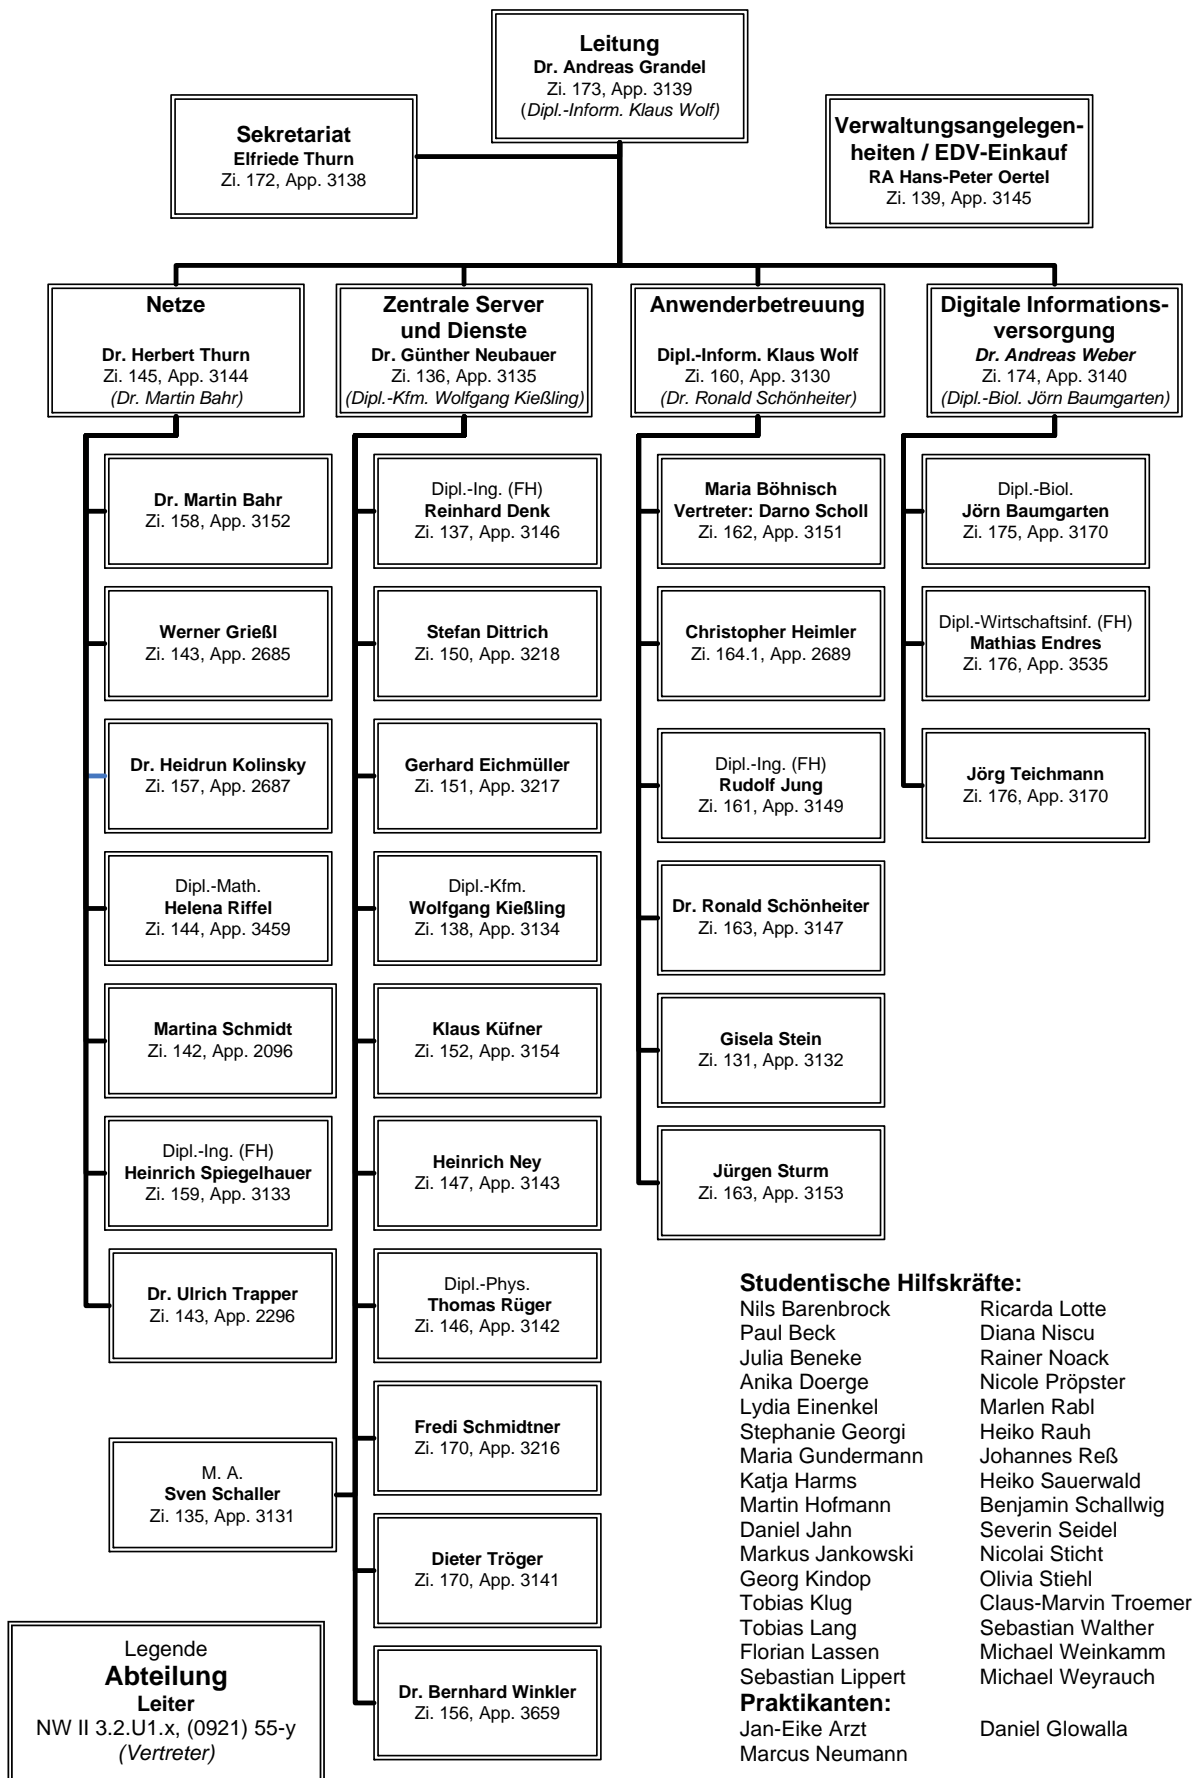 Leitung
Dr. Andreas Grandel
Zi. 173, App. 3139
(Dipl.-Inform. Klaus Wolf)
Sekretariat
Elfriede Thurn
Zi. 172, App. 3138
Verwaltungsangelegen-
heiten / EDV-Einkauf
RA Hans-Peter Oertel
Zi. 139, App. 3145
Netze
Dr. Herbert Thurn
Zi. 145, App. 3144
(Dr. Martin Bahr)
Zentrale Server
und Dienste
Dr. Günther Neubauer
Zi. 136, App. 3135
(Dipl.-Kfm. Wolfgang Kießling)
Anwenderbetreuung
Dipl.-Inform. Klaus Wolf
Zi. 160, App. 3130
(Dr. Ronald Schönheiter)
Digitale Informations-
versorgung
Dr. Andreas Weber
Zi. 174, App. 3140
(Dipl.-Biol. Jörn Baumgarten)
Dr. Martin Bahr
Zi. 158, App. 3152
Werner Grießl
Zi. 143, App. 2685
Dr. Heidrun Kolinsky
Zi. 157, App. 2687
Dipl.-Math.
Helena Riffel
Zi. 144, App. 3459
Martina Schmidt
Zi. 142, App. 2096
Dipl.-Ing. (FH)
Heinrich Spiegelhauer
Zi. 159, App. 3133
Dr. Ulrich Trapper
Zi. 143, App. 2296
Dipl.-Ing. (FH)
Reinhard Denk
Zi. 137, App. 3146
Stefan Dittrich
Zi. 150, App. 3218
Gerhard Eichmüller
Zi. 151, App. 3217
Dipl.-Kfm.
Wolfgang Kießling
Zi. 138, App. 3134
Klaus Küfner
Zi. 152, App. 3154
Heinrich Ney
Zi. 147, App. 3143
Dipl.-Phys.
Thomas Rüger
Zi. 146, App. 3142
Fredi Schmidtner
Zi. 170, App. 3216
M. A.
Sven Schaller
Zi. 135, App. 3131
Dieter Tröger
Zi. 170, App. 3141
Dr. Bernhard Winkler
Zi. 156, App. 3659
Maria Böhnisch
Vertreter: Darno Scholl
Zi. 162, App. 3151
Christopher Heimler
Zi. 164.1, App. 2689
Dipl.-Ing. (FH)
Rudolf Jung
Zi. 161, App. 3149
Dr. Ronald Schönheiter
Zi. 163, App. 3147
Gisela Stein
Zi. 131, App. 3132
Jürgen Sturm
Zi. 163, App. 3153
Dipl.-Biol.
Jörn Baumgarten
Zi. 175, App. 3170
Dipl.-Wirtschaftsinf. (FH)
Mathias Endres
Zi. 176, App. 3535
Jörg Teichmann
Zi. 176, App. 3170
Legende
Abteilung
Leiter
NW II 3.2.U1.x, (0921) 55-y
(Vertreter)
Studentische Hilfskräfte:
Nils Barenbrock
Paul Beck
Julia Beneke
Anika Doerge
Lydia Einenkel
Stephanie Georgi
Maria Gundermann
Katja Harms
Martin Hofmann
Daniel Jahn
Markus Jankowski
Georg Kindop
Tobias Klug
Tobias Lang
Florian Lassen
Sebastian Lippert
Ricarda Lotte
Diana Niscu
Rainer Noack
Nicole Pröpster
Marlen Rabl
Heiko Rauh
Johannes Reß
Heiko Sauerwald
Benjamin Schallwig
Severin Seidel
Nicolai Sticht
Olivia Stiehl
Claus-Marvin Troemer
Sebastian Walther
Michael Weinkamm
Michael Weyrauch
Praktikanten:
Jan-Eike Arzt
Marcus Neumann
Daniel Glowalla